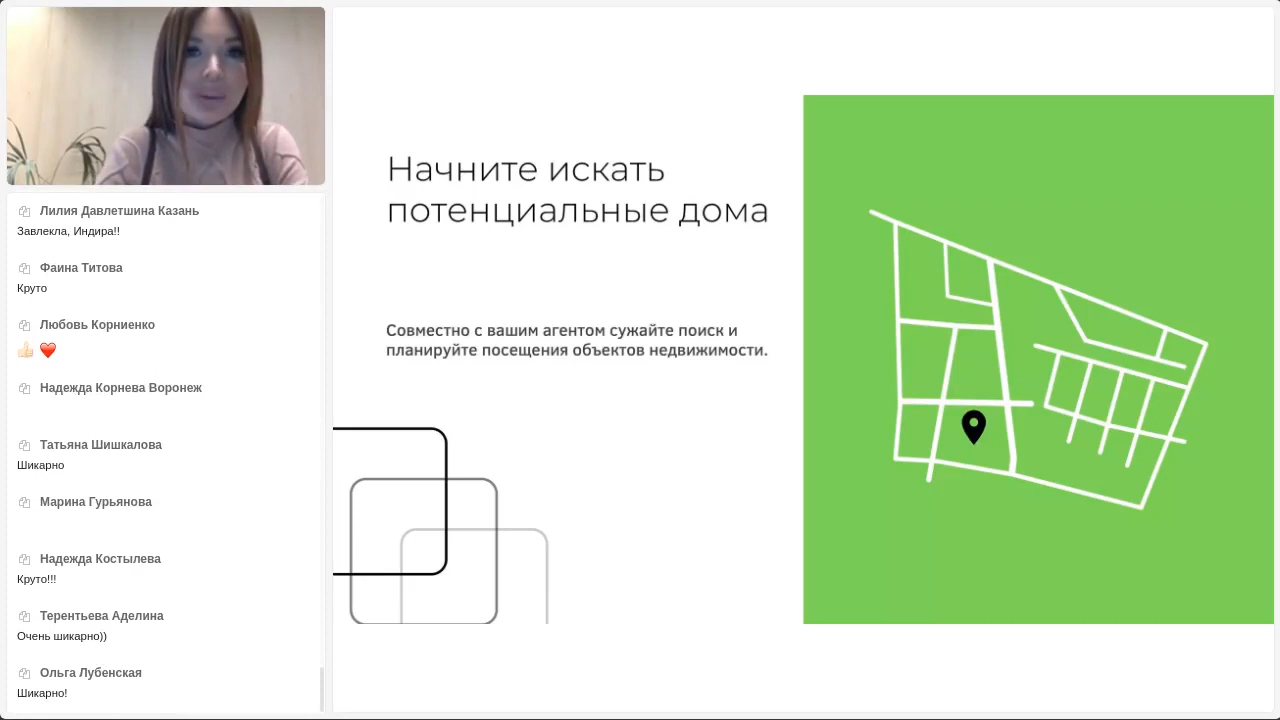 Лилия Давлетшина Казань
Завлекла, Индира!!
Фаина Титова
Круто
Любовь Корниенко
Надежда Корнева Воронеж
Татьяна Шишкалова
Шикарно
Марина Гурьянова
Надежда Костылева
Круто!!!
Терентьева Аделина
Очень шикарно))
Ольга Лубенская
Шикарно!
Начните искать
потенциальные дома
Совместно с вашим агентом сужайте поиск и
планируйте посещения объектов недвижимости.